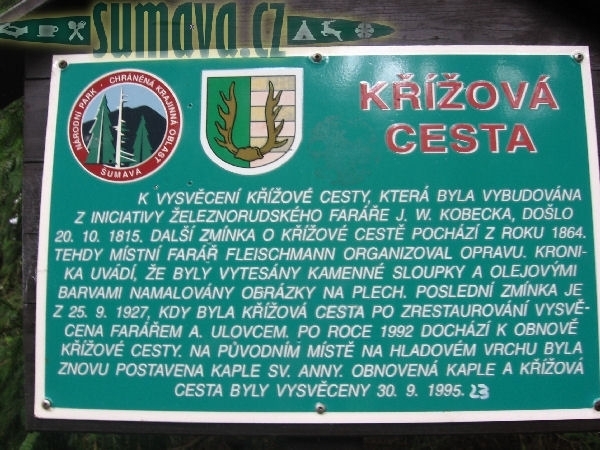 šumava.cz
NÁRODNÍ PARK · CHRÁNĚNÁ KRAJINNÁ OBLAST
ŠUMAVA
KŘÍŽOVÁ
CESTA
K VYSVĚCENÍ KŘÍŽOVÉ CESTY, KTERÁ BYLA VYBUDOVÁNA
Z INICIATIVY ŽELEZNORUDSKÉHO FARÁŘE J. W. KOBECKA, DOŠLO
20. 10. 1815. DALŠÍ ZMÍNKA O KŘÍŽOVÉ CESTĚ POCHÁZÍ Z ROKU 1864.
TEHDY MÍSTNÍ FARÁŘ FLEISCHMANN ORGANIZOVAL OPRAVU. KRONI-
KA UVÁDÍ, ŽE BYLY VYTESÁNY KAMENNÉ SLOUPKY A OLEJOVÝMI
BARVAMI NAMALOVÁNY OBRÁZKY NA PLECH. POSLEDNÍ ZMÍNKA JE
Z 25. 9. 1927, KDY BYLA KŘÍŽOVÁ CESTA PO ZRESTAUROVÁNÍ VYSVĚ-
CENA FARÁŘEM A. ULOVCEM. PO ROCE 1992 DOCHÁZÍ K OBNOVĚ
KŘÍŽOVÉ CESTY. NA PŮVODNÍM MÍSTĚ NA HLADOVÉM VRCHU BYLA
ZNOVU POSTAVENA KAPLE SV. ANNY. OBNOVENÁ KAPLE A KŘÍŽOVÁ
CESTA BYLY VYSVĚCENY 30. 9. 1995. 23